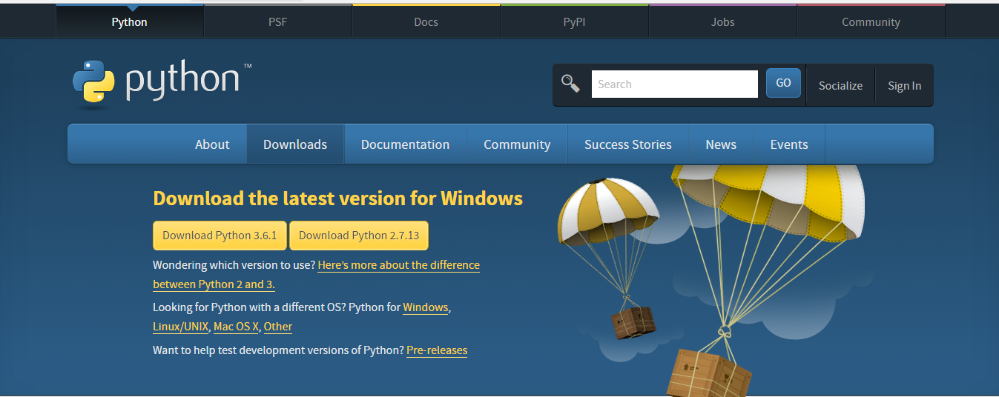 Python PSF Docs PyPI Jobs Community
python™
Search GO Socialize Sign In
About Downloads Documentation Community Success Stories News Events
Download the latest version for Windows
Download Python 3.6.1 Download Python 2.7.13
Wondering which version to use? Here’s more about the difference
between Python 2 and 3.
Looking for Python with a different OS? Python for Windows,
Linux/UNIX, Mac OS X, Other
Want to help test development versions of Python? Pre-releases